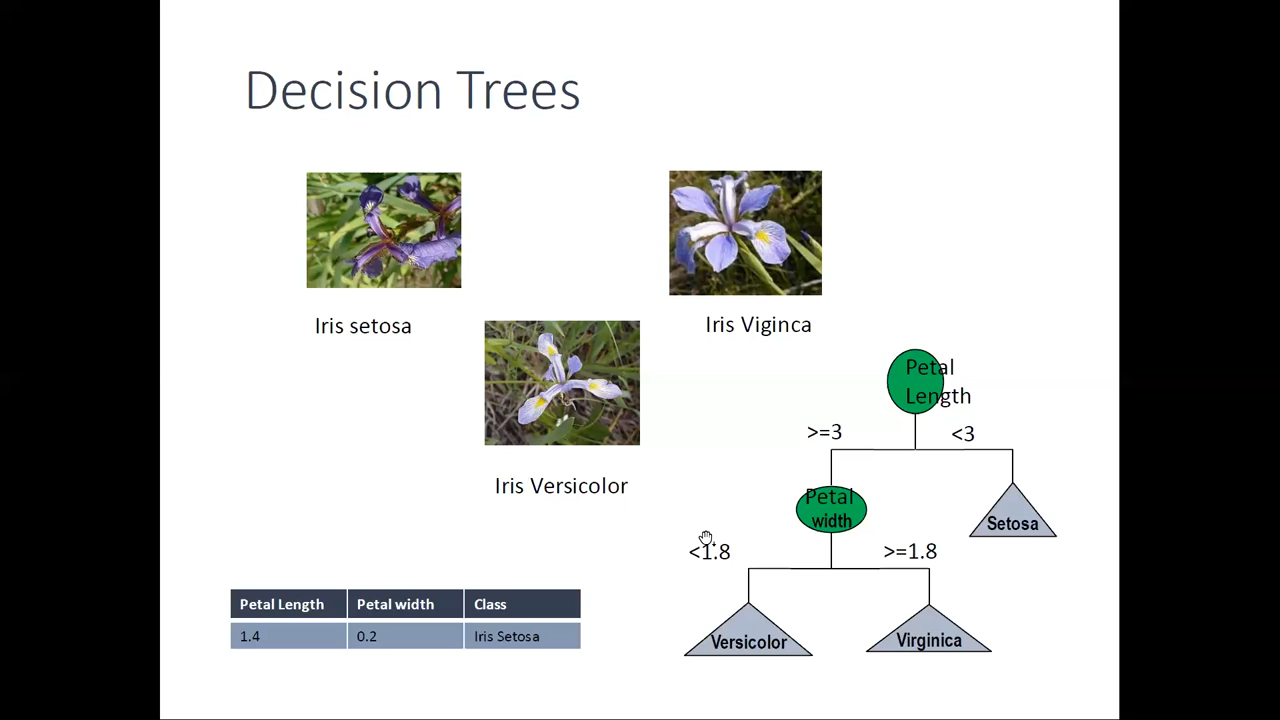 Decision Trees
Iris setosa
Iris Viginca
Iris Versicolor
Petal
Length
>=3
<3
Petal
width
Setosa
<1.8
>=1.8
Versicolor
Virginica
Petal Length Petal width Class
1.4 0.2 Iris Setosa